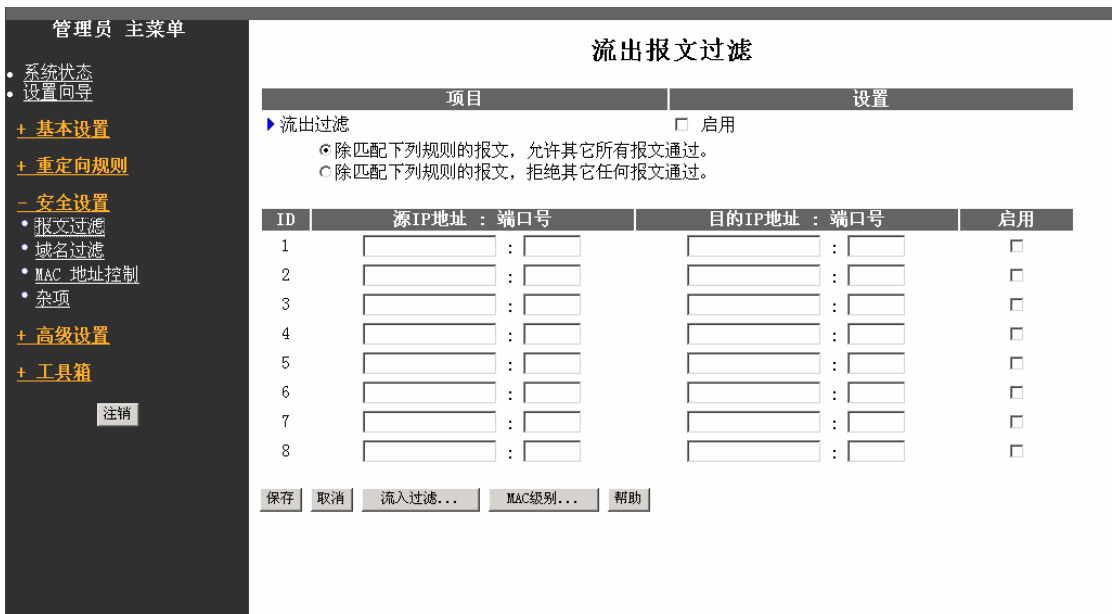 管理员 主菜单
系统状态
设置向导
+ 基本设置
+ 重定向规则
- 安全设置
报文过滤
域名过滤
MAC 地址控制
杂项
+ 高级设置
+ 工具箱
注销
流出报文过滤
项目 设置
流出过滤 启用
除匹配下列规则的报文，允许其它所有报文通过。
除匹配下列规则的报文，拒绝其它任何报文通过。
ID 源IP地址 : 端口号 目的IP地址 : 端口号 启用
1 : :
2 : :
3 : :
4 : :
5 : :
6 : :
7 : :
8 : :
保存 取消 流入过滤... MAC级别... 帮助